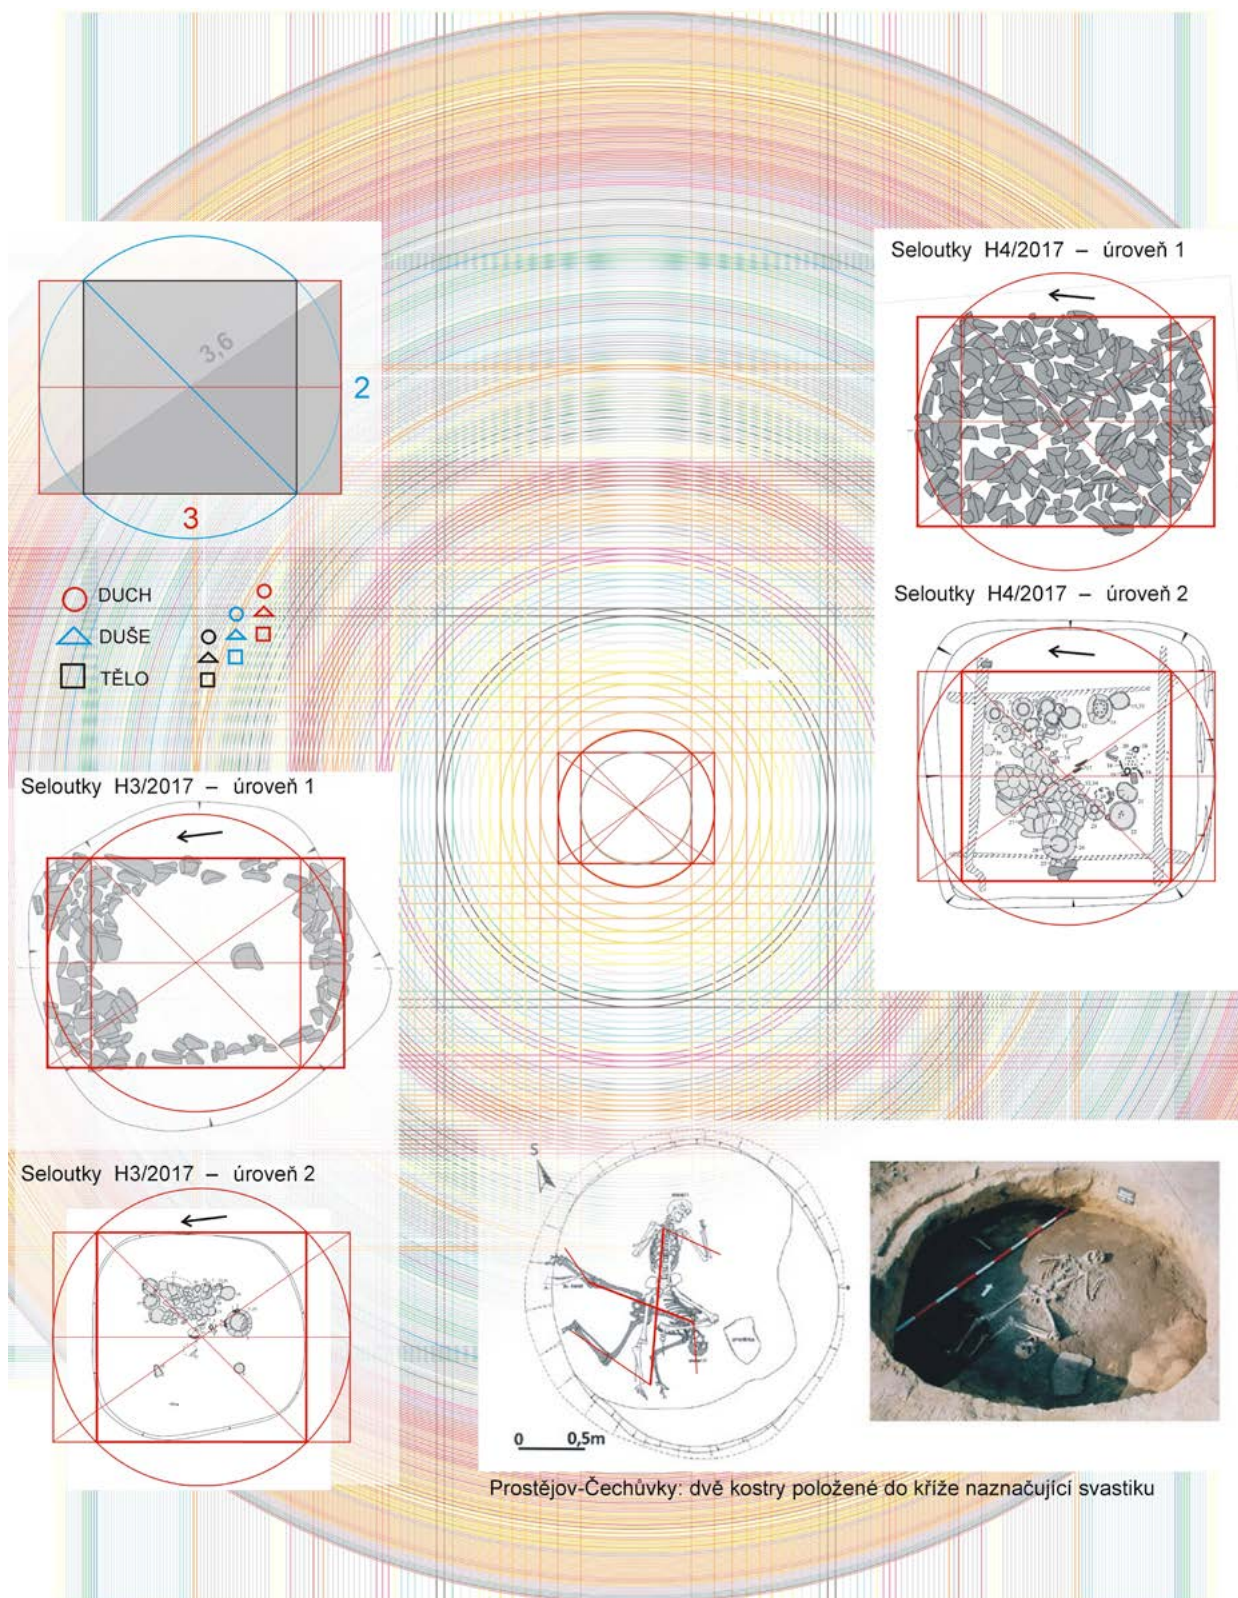 Seloutky H4/2017 – úroveň 1
3,6
2
3
DUCH
DUŠE
TĚLO
Seloutky H4/2017 – úroveň 2
Seloutky H3/2017 – úroveň 1
Seloutky H3/2017 – úroveň 2
S
0 0,5m
Prostějov-Čechůvky: dvě kostry položené do kříže naznačující svastiku